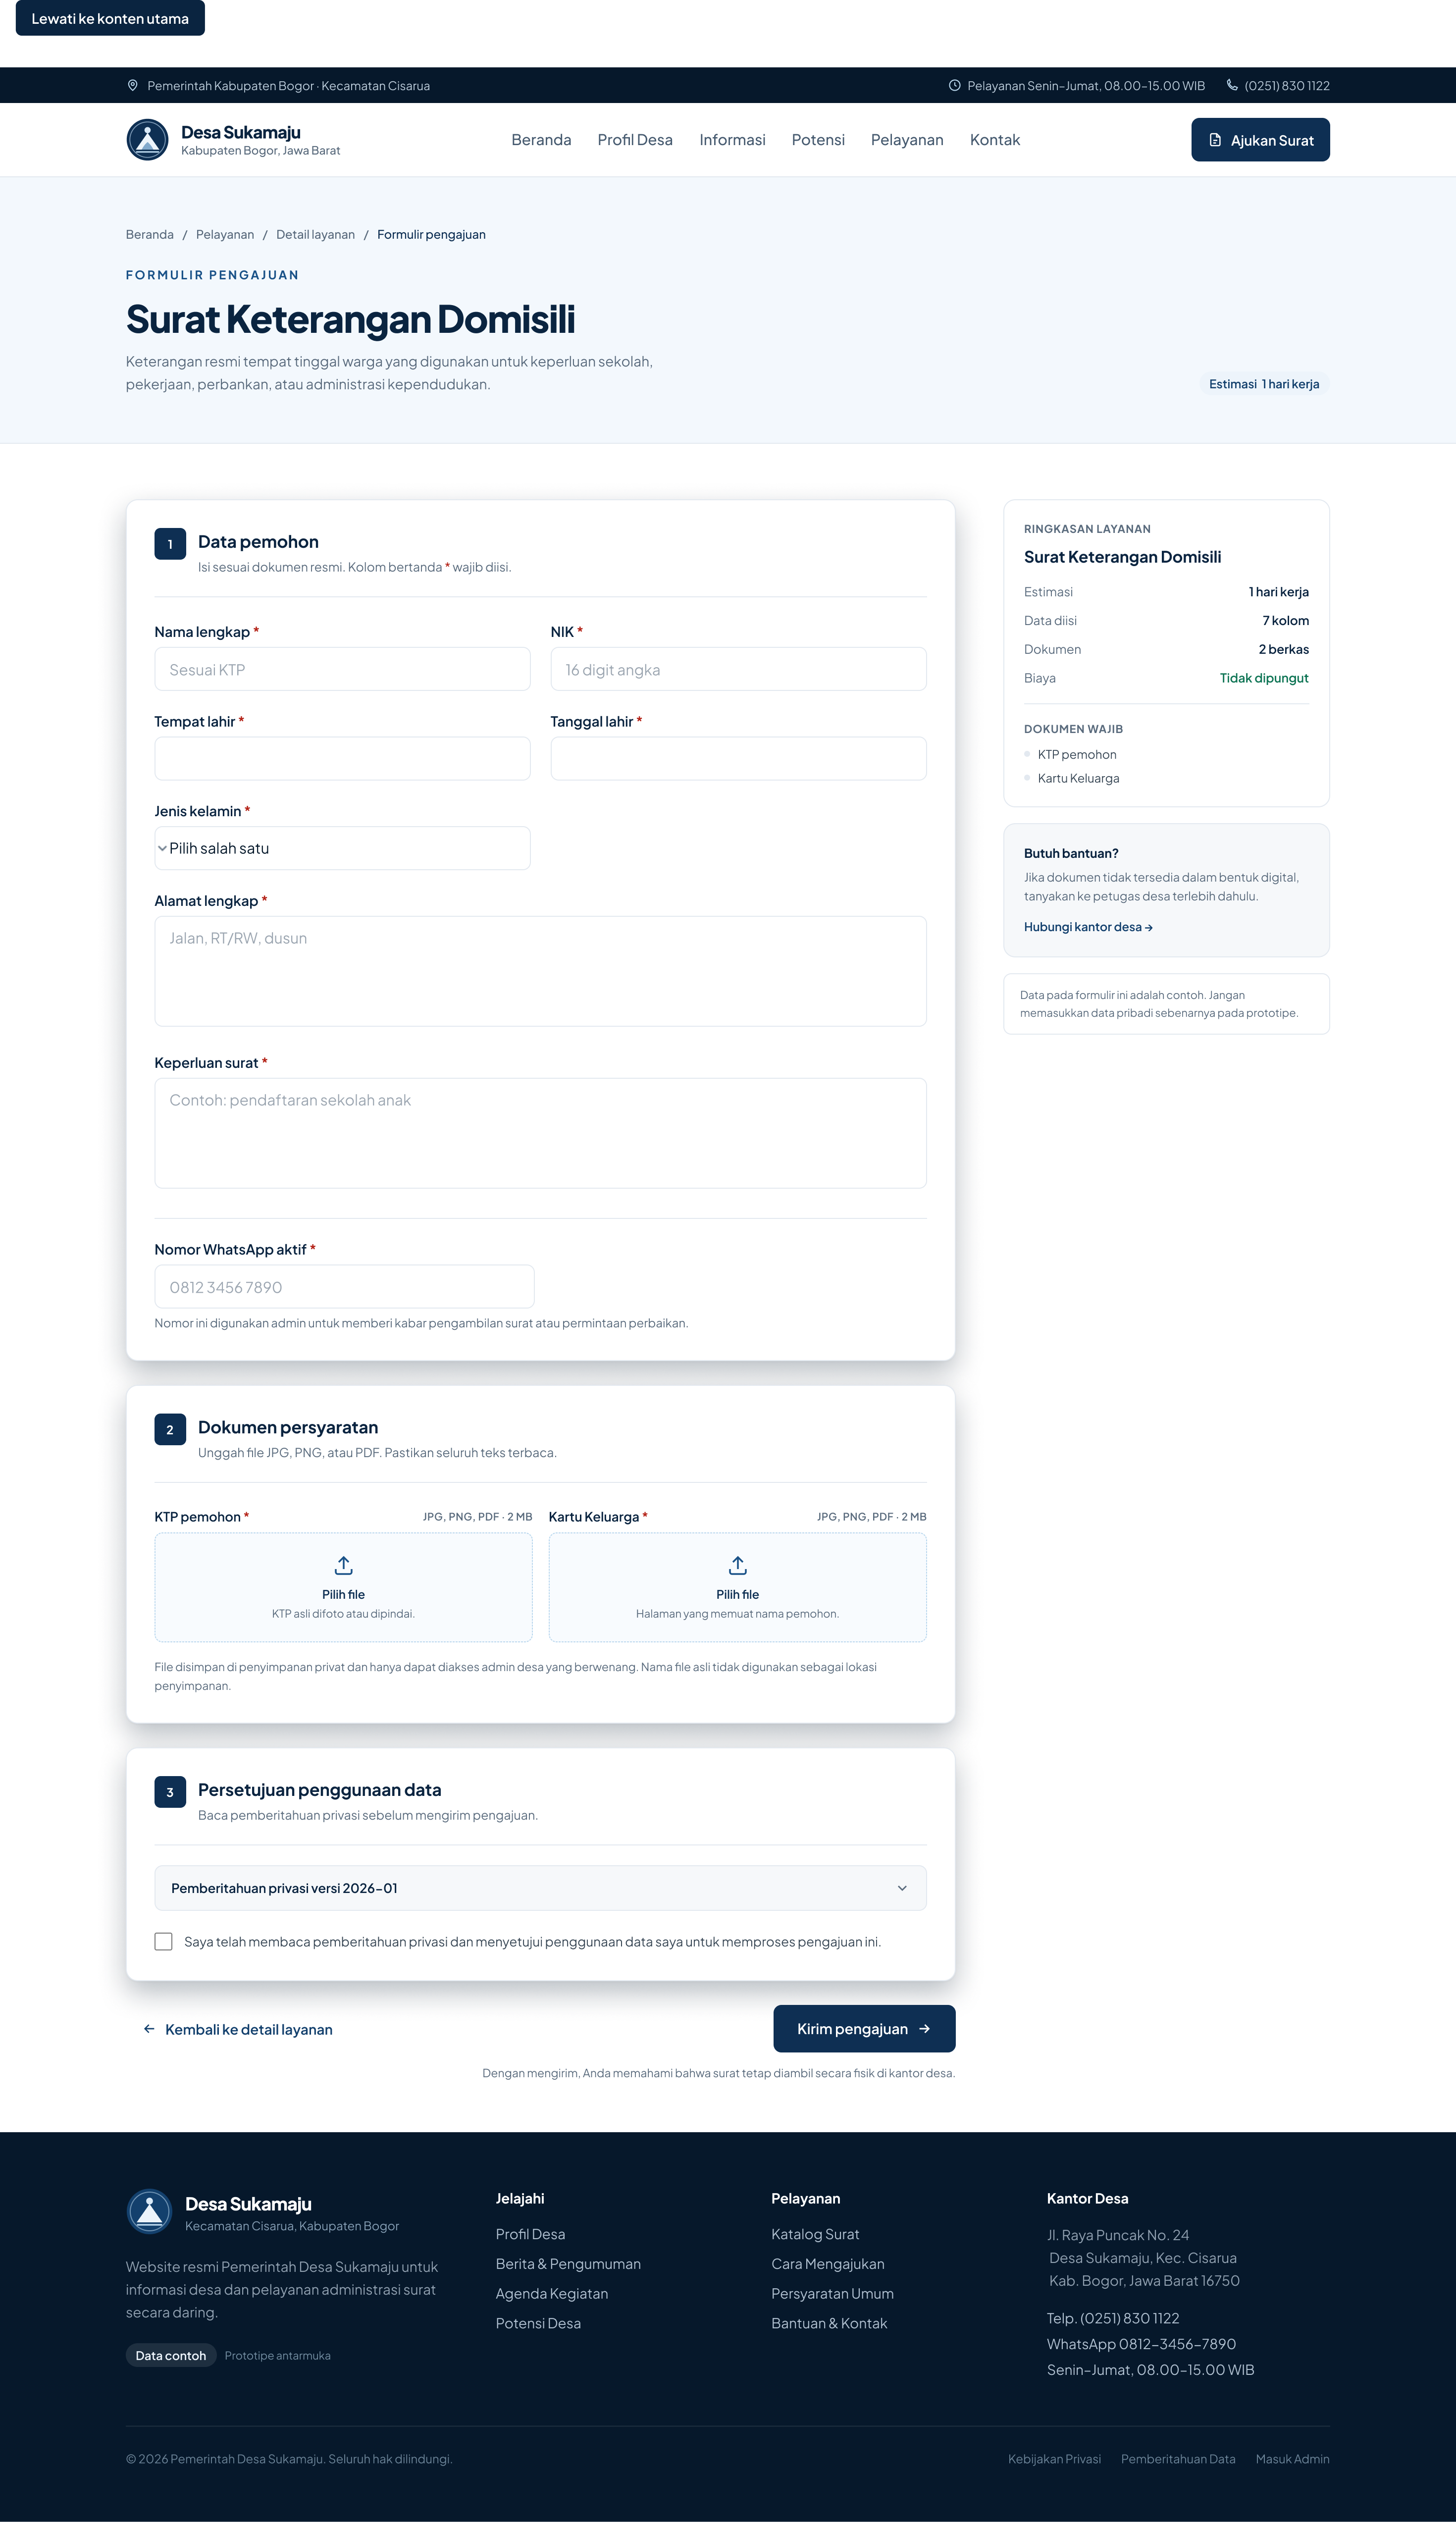 Lewati ke konten utama
Pemerintah Kabupaten Bogor · Kecamatan Cisarua
Pelayanan Senin–Jumat, 08.00–15.00 WIB
(0251) 830 1122
Desa Sukamaju
Kabupaten Bogor, Jawa Barat
Beranda
Profil Desa
Informasi
Potensi
Pelayanan
Kontak
Ajukan Surat
Beranda / Pelayanan / Detail layanan / Formulir pengajuan
FORMULIR PENGAJUAN
Surat Keterangan Domisili
Keterangan resmi tempat tinggal warga yang digunakan untuk keperluan sekolah,
pekerjaan, perbankan, atau administrasi kependudukan.
Estimasi 1 hari kerja
1
Data pemohon
Isi sesuai dokumen resmi. Kolom bertanda * wajib diisi.
Nama lengkap *
Sesuai KTP
NIK *
16 digit angka
Tempat lahir *
Tanggal lahir *
Jenis kelamin *
Pilih salah satu
Alamat lengkap *
Jalan, RT/RW, dusun
Keperluan surat *
Contoh: pendaftaran sekolah anak
Nomor WhatsApp aktif *
0812 3456 7890
Nomor ini digunakan admin untuk memberi kabar pengambilan surat atau permintaan perbaikan.
RINGKASAN LAYANAN
Surat Keterangan Domisili
Estimasi 1 hari kerja
Data diisi 7 kolom
Dokumen 2 berkas
Biaya Tidak dipungut
DOKUMEN WAJIB
KTP pemohon
Kartu Keluarga
Butuh bantuan?
Jika dokumen tidak tersedia dalam bentuk digital,
tanyakan ke petugas desa terlebih dahulu.
Hubungi kantor desa →
Data pada formulir ini adalah contoh. Jangan
memasukkan data pribadi sebenarnya pada prototipe.
2
Dokumen persyaratan
Unggah file JPG, PNG, atau PDF. Pastikan seluruh teks terbaca.
KTP pemohon *
JPG, PNG, PDF · 2 MB
Pilih file
KTP asli difoto atau dipindai.
Kartu Keluarga *
JPG, PNG, PDF · 2 MB
Pilih file
Halaman yang memuat nama pemohon.
File disimpan di penyimpanan privat dan hanya dapat diakses admin desa yang berwenang. Nama file asli tidak digunakan sebagai lokasi
penyimpanan.
3
Persetujuan penggunaan data
Baca pemberitahuan privasi sebelum mengirim pengajuan.
Pemberitahuan privasi versi 2026-01
Saya telah membaca pemberitahuan privasi dan menyetujui penggunaan data saya untuk memproses pengajuan ini.
← Kembali ke detail layanan
Kirim pengajuan →
Dengan mengirim, Anda memahami bahwa surat tetap diambil secara fisik di kantor desa.
Desa Sukamaju
Kecamatan Cisarua, Kabupaten Bogor
Website resmi Pemerintah Desa Sukamaju untuk
informasi desa dan pelayanan administrasi surat
secara daring.
Data contoh
Prototipe antarmuka
Jelajahi
Profil Desa
Berita & Pengumuman
Agenda Kegiatan
Potensi Desa
Pelayanan
Katalog Surat
Cara Mengajukan
Persyaratan Umum
Bantuan & Kontak
Kantor Desa
Jl. Raya Puncak No. 24
Desa Sukamaju, Kec. Cisarua
Kab. Bogor, Jawa Barat 16750
Telp. (0251) 830 1122
WhatsApp 0812-3456-7890
Senin–Jumat, 08.00–15.00 WIB
© 2026 Pemerintah Desa Sukamaju. Seluruh hak dilindungi.
Kebijakan Privasi
Pemberitahuan Data
Masuk Admin